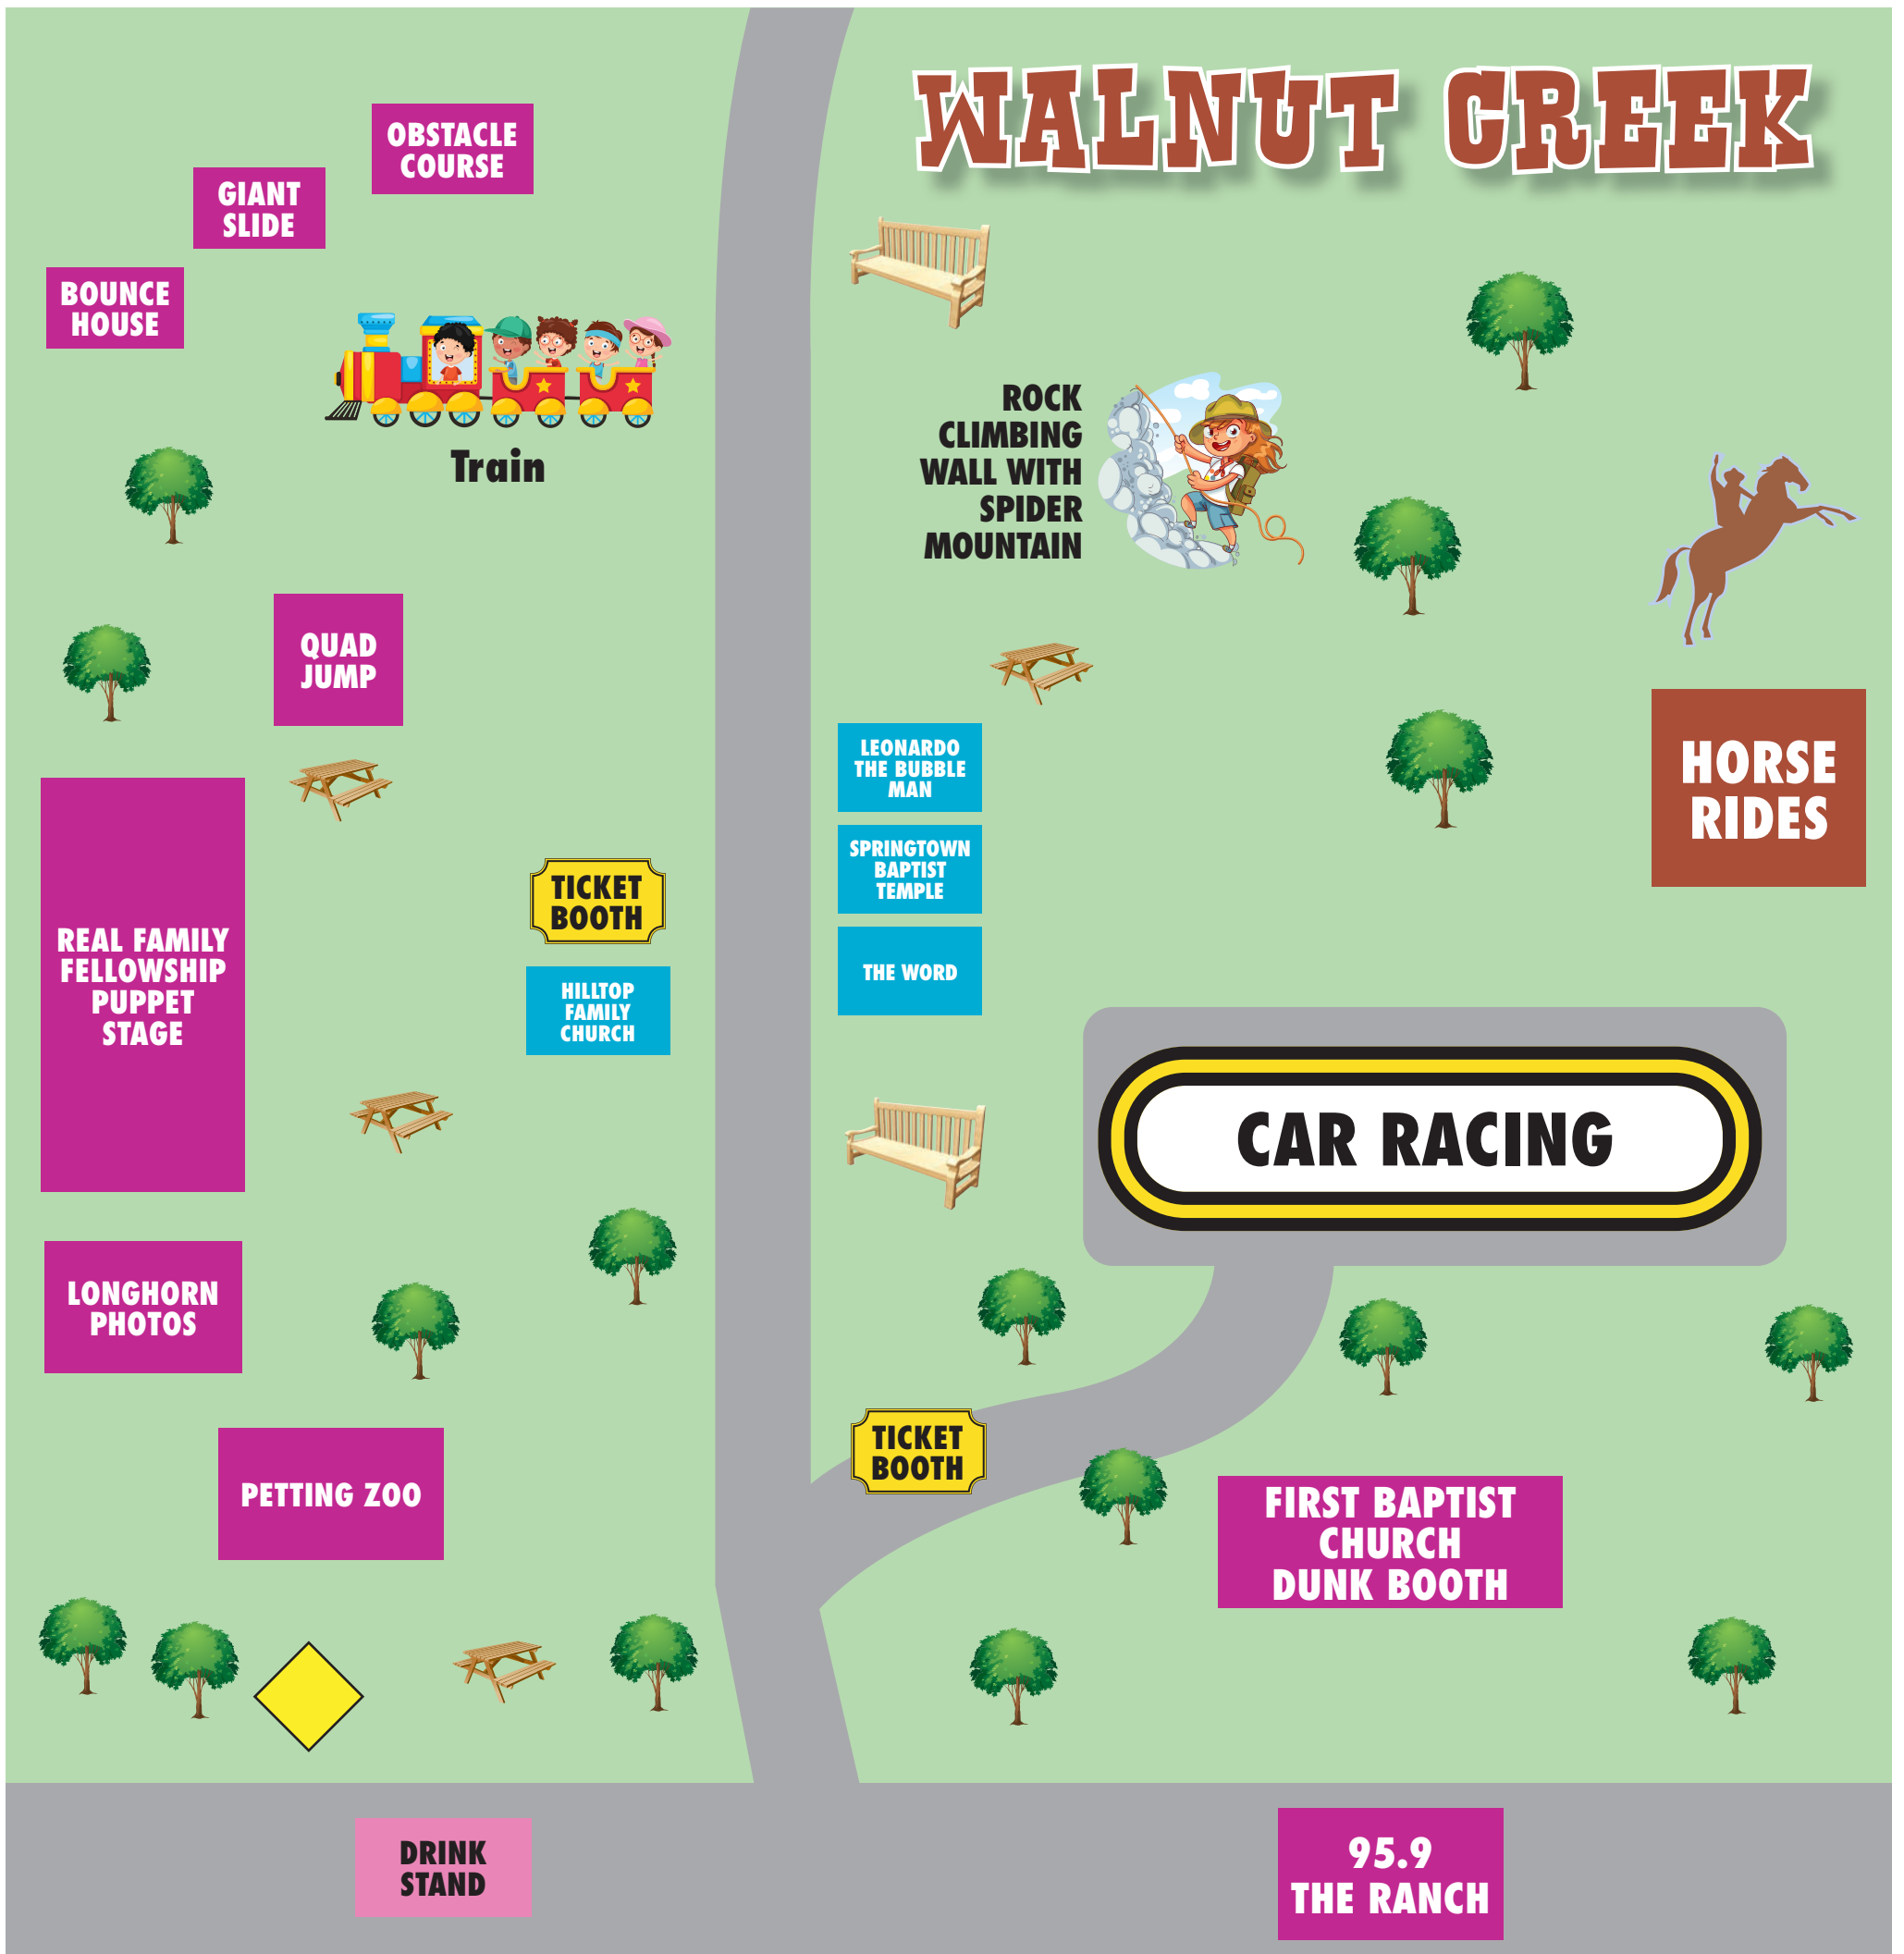 WALNUT CREEK
OBSTACLE
COURSE
GIANT
SLIDE
BOUNCE
HOUSE
Train
ROCK
CLIMBING
WALL WITH
SPIDER
MOUNTAIN
QUAD
JUMP
HORSE
RIDES
LEONARDO
THE BUBBLE
MAN
SPRINGTOWN
BAPTIST
TEMPLE
THE WORD
TICKET
BOOTH
HILLTOP
FAMILY
CHURCH
REAL FAMILY
FELLOWSHIP
PUPPET
STAGE
CAR RACING
LONGHORN
PHOTOS
TICKET
BOOTH
PETTING ZOO
FIRST BAPTIST
CHURCH
DUNK BOOTH
DRINK
STAND
95.9
THE RANCH